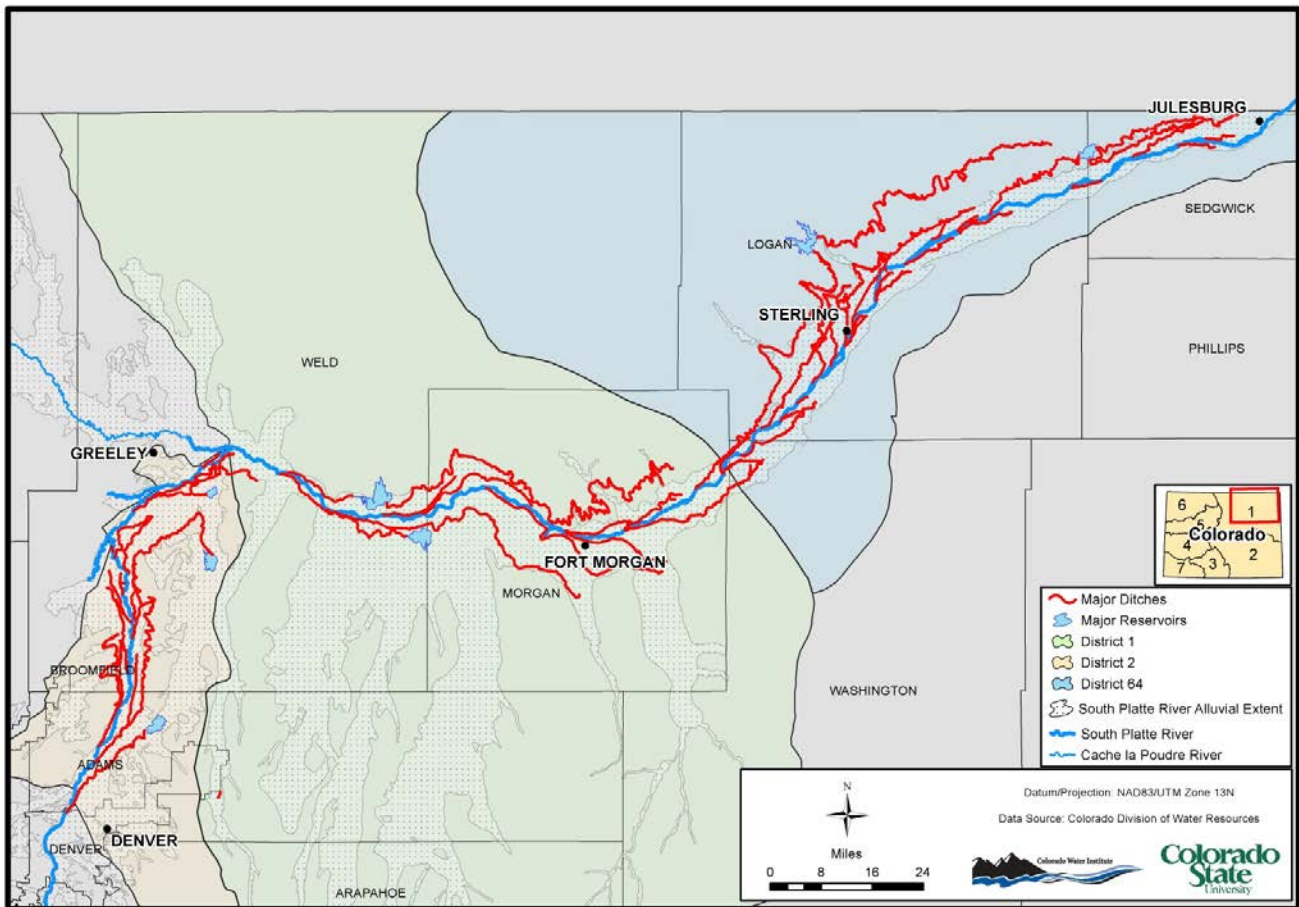 JULESBURG
SEDGWICK
LOGAN
STERLING
PHILLIPS
WELD
GREELEY
FORT MORGAN
MORGAN
BROOMFIELD
WASHINGTON
ADAMS
DENVER
DENVER
ARAPAHOE
6
1
5
Colorado
4
2
7
3
Major Ditches
Major Reservoirs
District 1
District 2
District 64
South Platte River Alluvial Extent
South Platte River
Cache la Poudre River
N
Miles
0 8 16 24
Datum/Projection: NAD83/UTM Zone 13N
Data Source: Colorado Division of Water Resources
Colorado Water Institute
Colorado
State
University